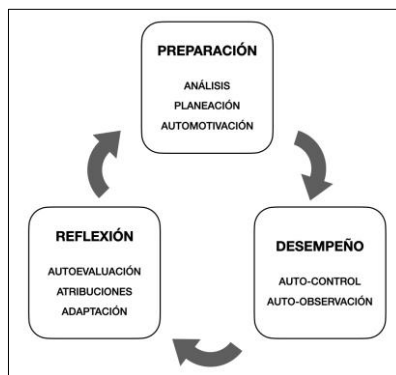 PREPARACIÓN
ANÁLISIS
PLANEACIÓN
AUTOMOTIVACIÓN
DESEMPEÑO
AUTO-CONTROL
AUTO-OBSERVACIÓN
REFLEXIÓN
AUTOEVALUACIÓN
ATRIBUCIONES
ADAPTACIÓN